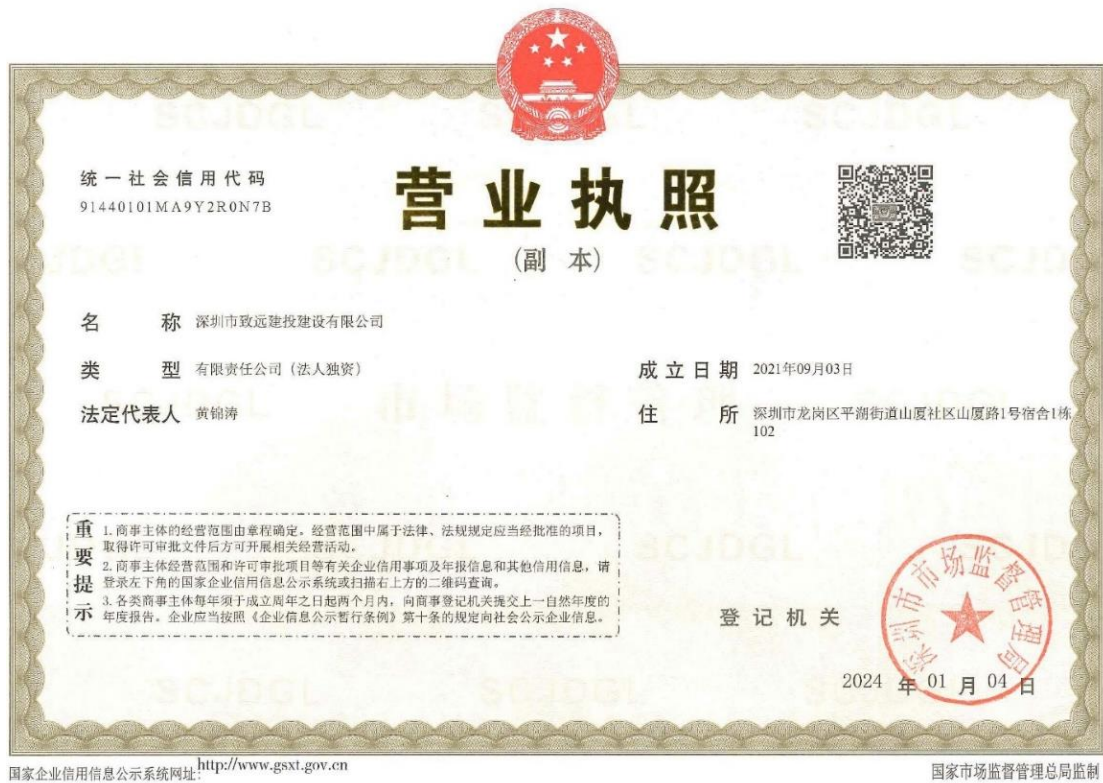 统一社会信用代码
91440101MA9Y2R0N7B
营业执照
(副 本)
名 称 深圳市致远建投建设有限公司
类 型 有限责任公司(法人独资)
成立日期 2021年09月03日
法定代表人 黄锦涛
住 所 深圳市龙岗区平湖街道山厦社区山厦路1号宿舍1栋
102
重要提示
1.商事主体的经营范围由章程确定。经营范围中属于法律、法规规定应当经批准的项目,
取得许可审批文件后方可开展相关经营活动。
2.商事主体经营范围和许可审批项目等有关企业信用事项及年报信息和其他信用信息,请
登录左下角的国家企业信用信息公示系统或扫描右上方的二维码查询。
3.各类商事主体每年须于成立周年之日起两个月内,向商事登记机关提交上一自然年度的
年度报告。企业应当按照《企业信息公示暂行条例》第十条的规定向社会公示企业信息。
登记机关
深圳市市场监督管理局
2024 年 01 月 04 日
国家企业信用信息公示系统网址:http://www.gsxt.gov.cn
国家市场监督管理总局监制
SCJDGL